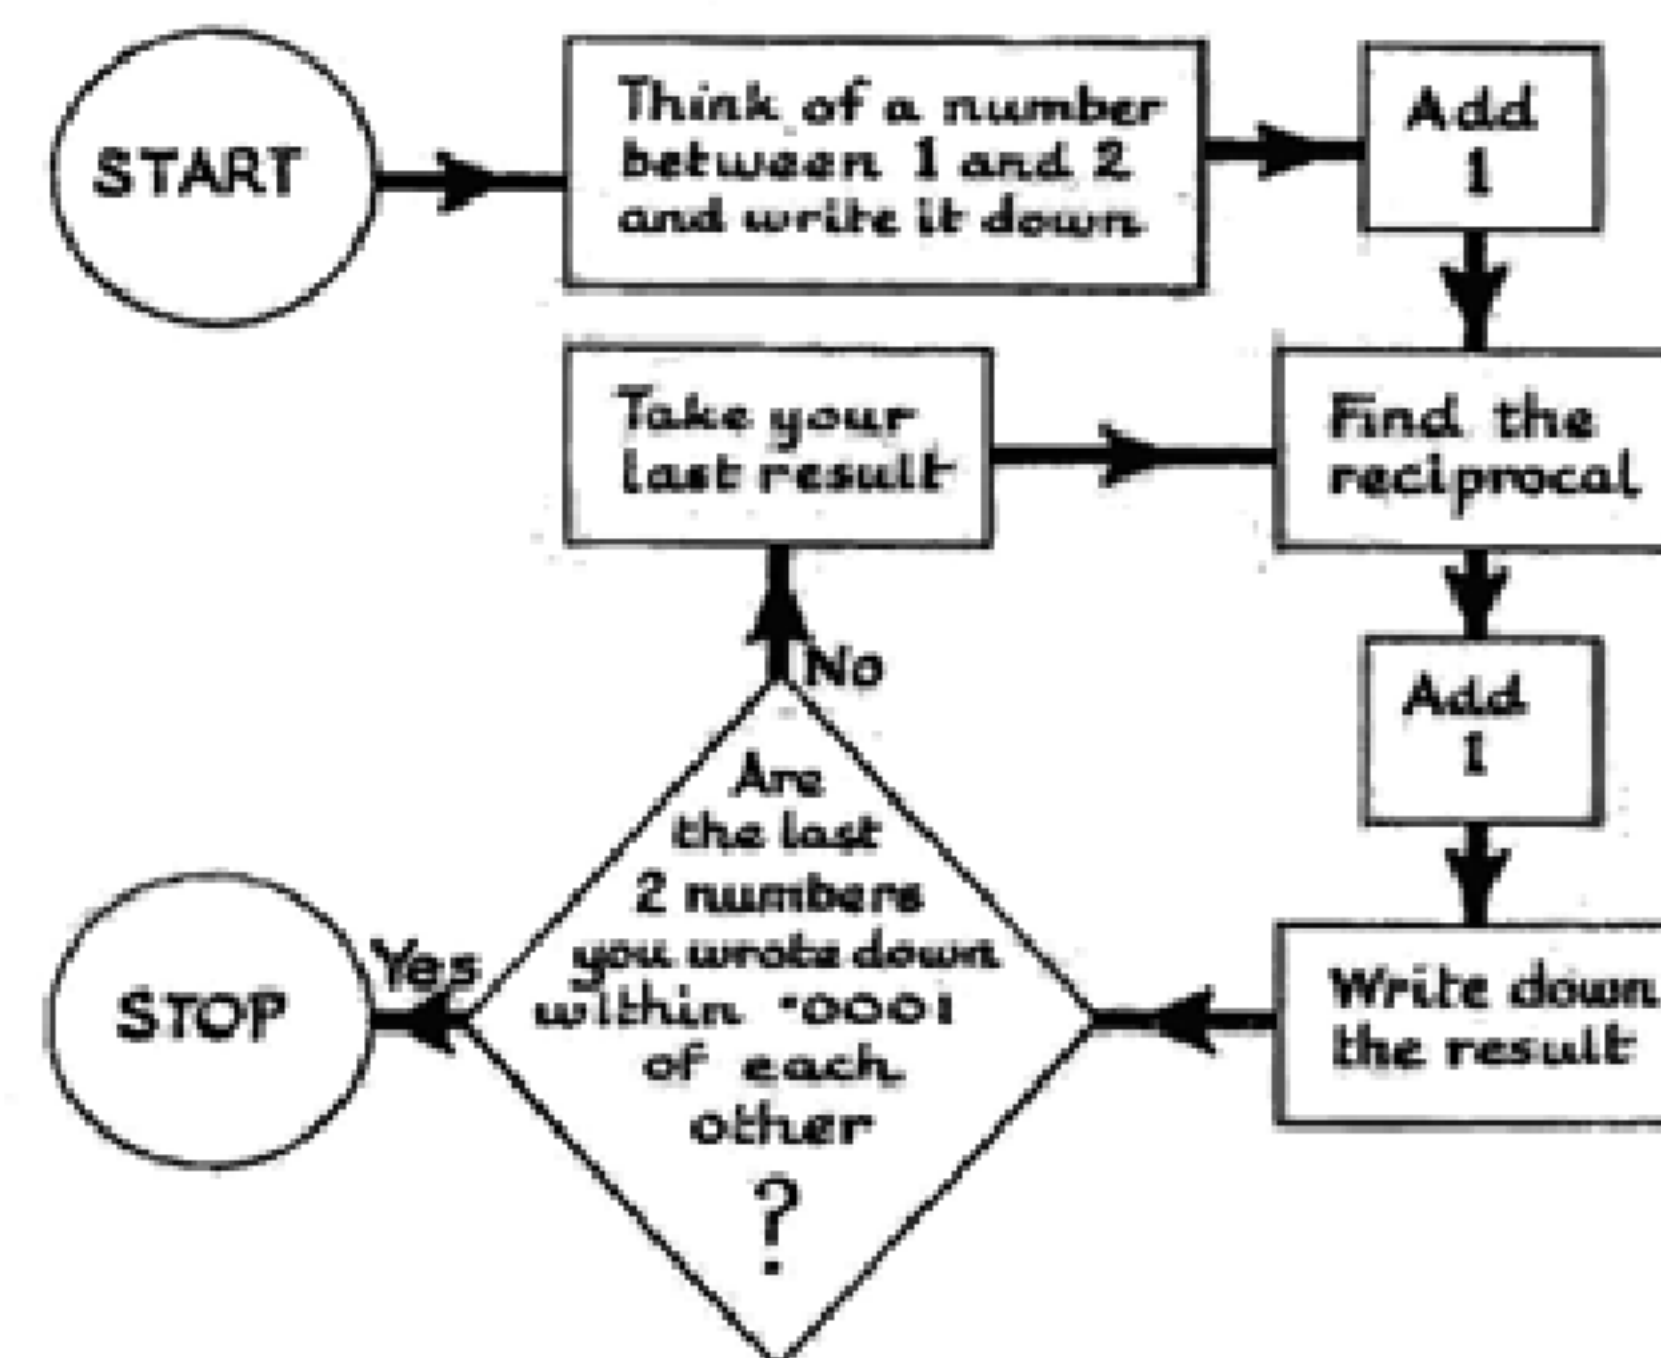 START
Think of a number
between 1 and 2
and write it down
Add
1
Take your
last result
Find the
reciprocal
No
Add
1
Are
the last
2 numbers
you wrote down
within ·0001
of each
other
?
Yes
STOP
Write down
the result